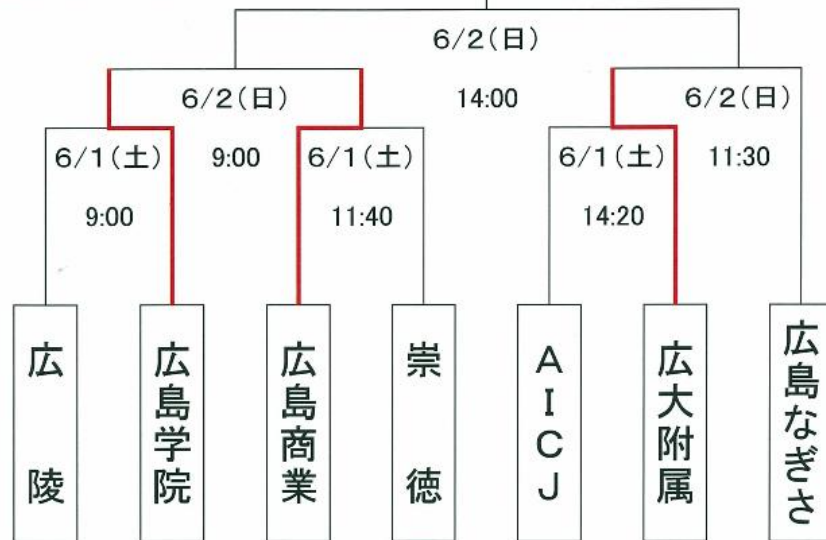 6/2(日)
14:00
6/2(日)
9:00
6/2(日)
11:30
6/1(土)
9:00
6/1(土)
11:40
6/1(土)
14:20
広陵
広島学院
広島商業
崇徳
AICJ
広大附属
広島なぎさ